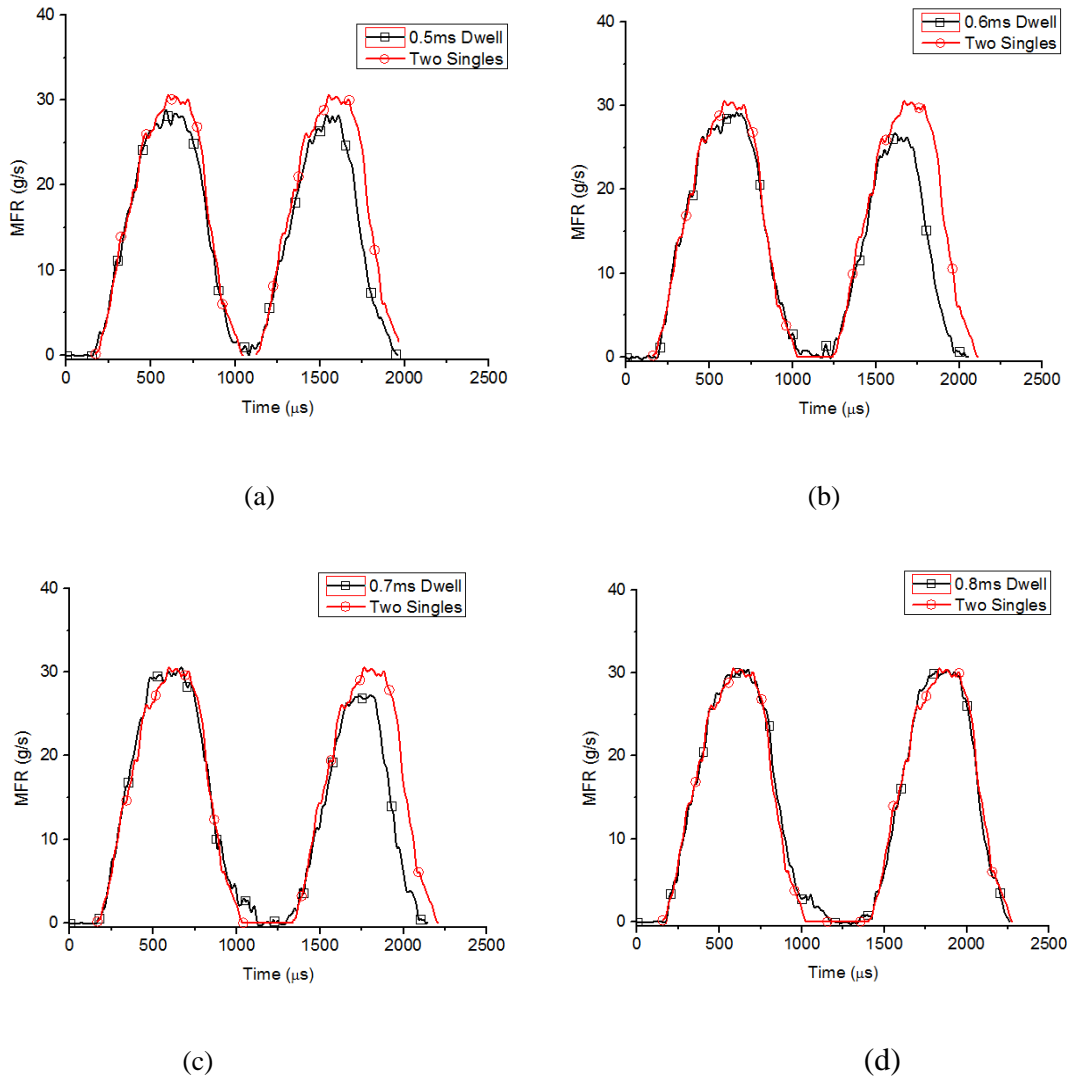 40
30
20
10
0
MFR (g/s)
0.5ms Dwell
Two Singles
0 500 1000 1500 2000 2500
Time (μs)
(a)
40
30
20
10
0
MFR (g/s)
0.6ms Dwell
Two Singles
0 500 1000 1500 2000 2500
Time (μs)
(b)
40
30
20
10
0
MFR (g/s)
0.7ms Dwell
Two Singles
0 500 1000 1500 2000 2500
Time (μs)
(c)
40
30
20
10
0
MFR (g/s)
0.8ms Dwell
Two Singles
0 500 1000 1500 2000 2500
Time (μs)
(d)